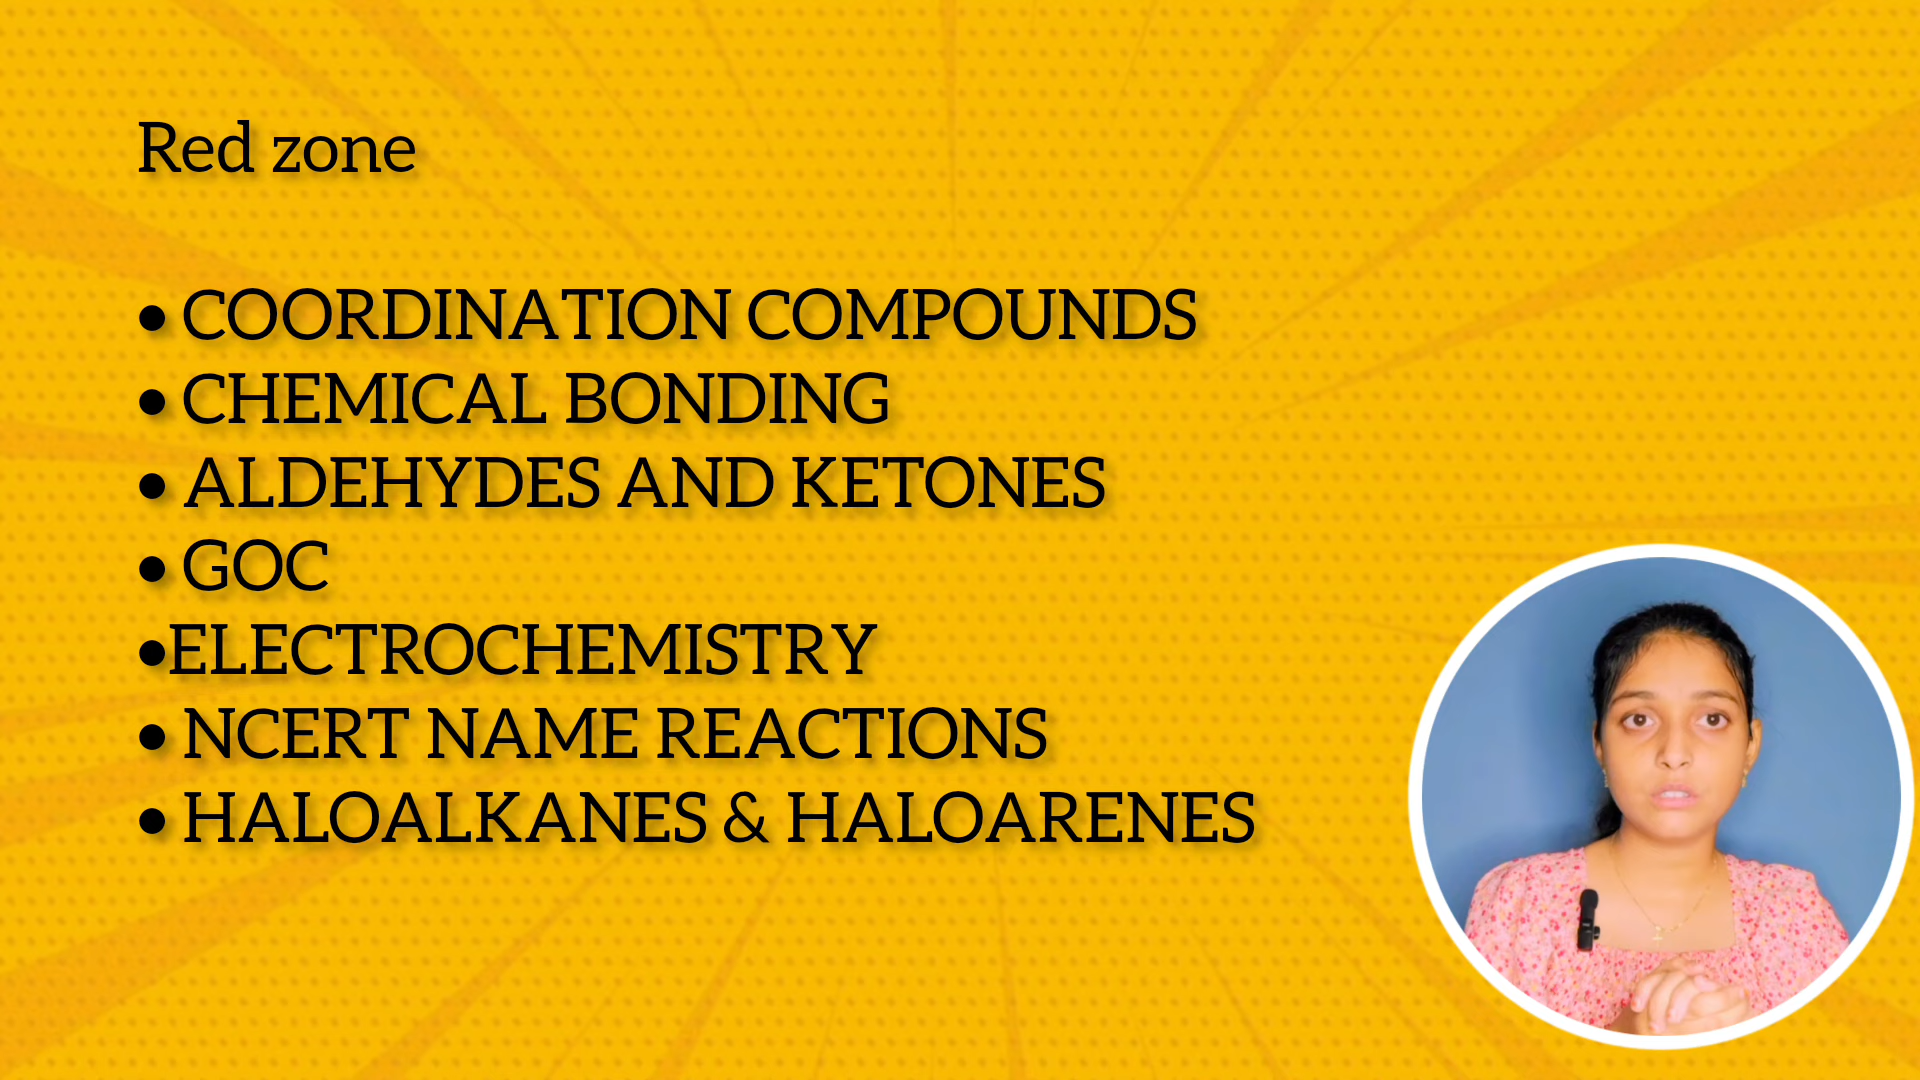 Red zone
• COORDINATION COMPOUNDS
• CHEMICAL BONDING
• ALDEHYDES AND KETONES
• GOC
•ELECTROCHEMISTRY
• NCERT NAME REACTIONS
• HALOALKANES & HALOARENES